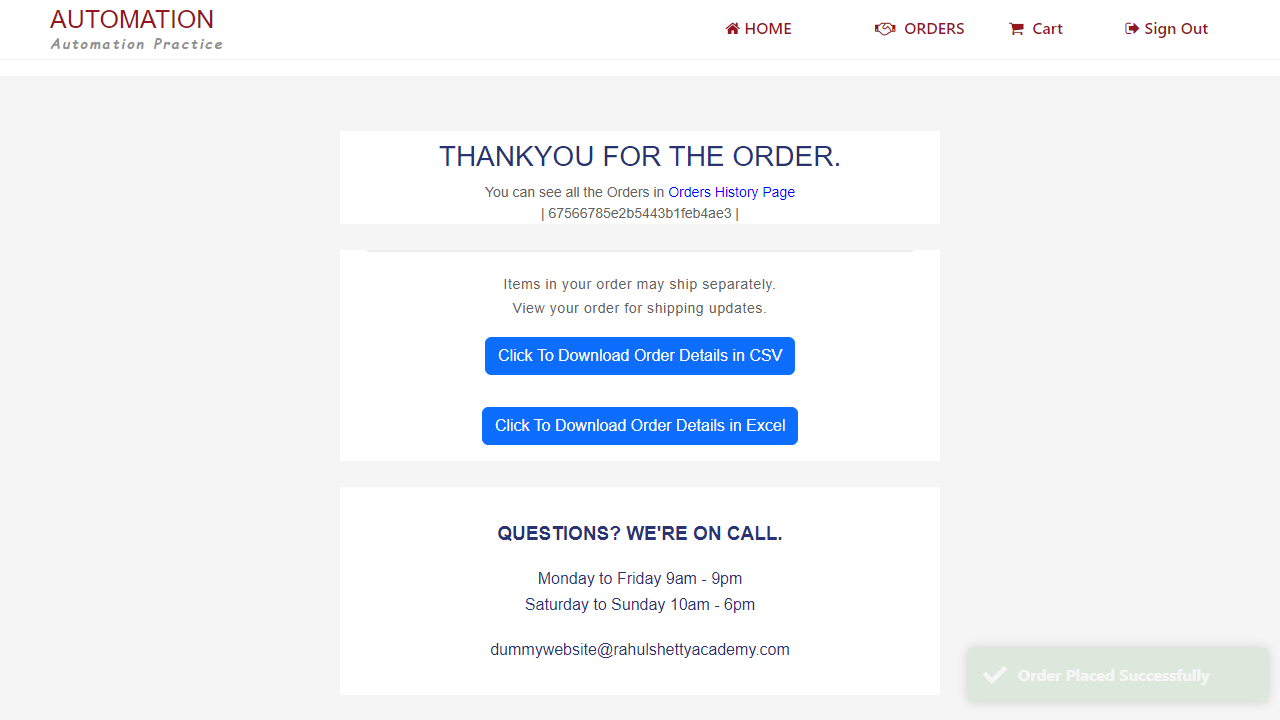 AUTOMATION
Automation Practice
HOME
ORDERS
Cart
Sign Out
THANKYOU FOR THE ORDER.
You can see all the Orders in Orders History Page
| 67566785e2b5443b1feb4ae3 |
Items in your order may ship separately.
View your order for shipping updates.
Click To Download Order Details in CSV
Click To Download Order Details in Excel
QUESTIONS? WE'RE ON CALL.
Monday to Friday 9am - 9pm
Saturday to Sunday 10am - 6pm
dummywebsite@rahulshettyacademy.com
Order Placed Successfully